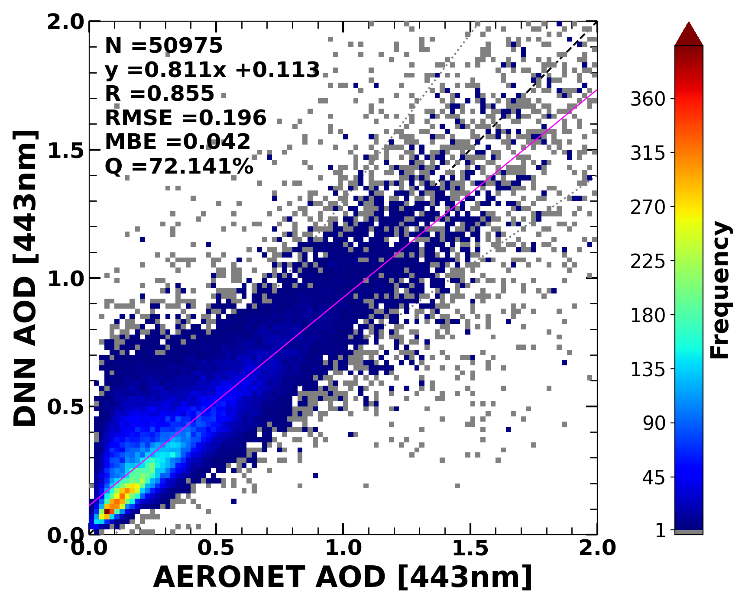 2.0
N =50975
y =0.811x +0.113
R =0.855
RMSE =0.196
MBE =0.042
Q =72.141%
1.5
1.0
0.5
0.0
0.0 0.5 1.0 1.5 2.0
AERONET AOD [443nm]
DNN AOD [443nm]
360
315
270
225
180
135
90
45
1
Frequency